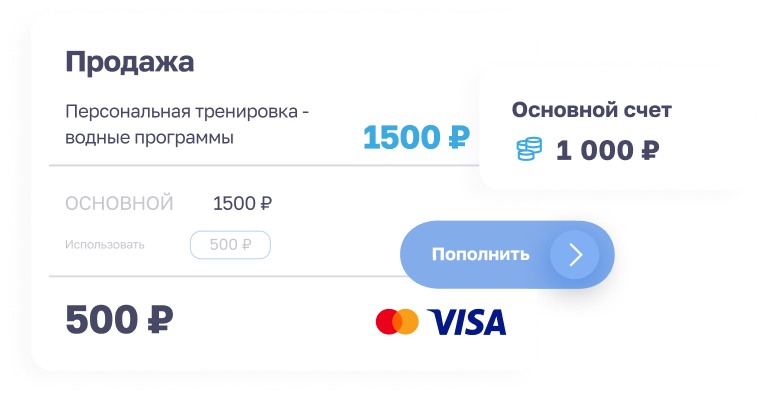 Продажа
Персональная тренировка -
водные программы
1500 ₽
Основной счет
1 000 ₽
ОСНОВНОЙ 1500 ₽
Использовать 500 ₽
Пополнить
500 ₽
VISA